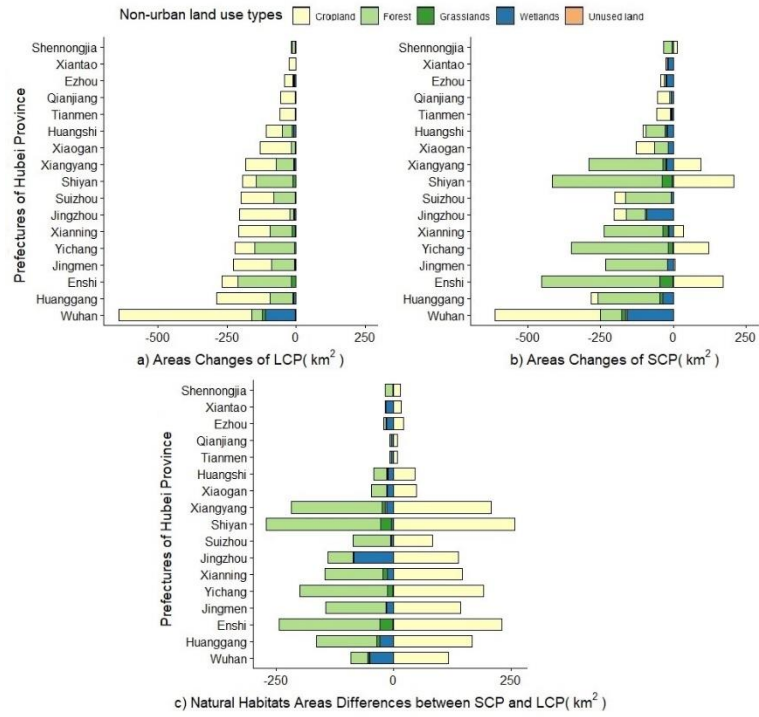 Non-urban land use types Cropland Forest Grasslands Wetlands Unused land
Prefectures of Hubei Province
Shennongjia
Xiantao
Ezhou
Qianjiang
Tianmen
Huangshi
Xiaogan
Xiangyang
Shiyan
Suizhou
Jingzhou
Xianning
Yichang
Jingmen
Enshi
Huanggang
Wuhan
-500 -250 0 250
a) Areas Changes of LCP( km² )
Prefectures of Hubei Province
Shennongjia
Xiantao
Ezhou
Qianjiang
Tianmen
Huangshi
Xiaogan
Xiangyang
Shiyan
Suizhou
Jingzhou
Xianning
Yichang
Jingmen
Enshi
Huanggang
Wuhan
-500 -250 0 250
b) Areas Changes of SCP( km² )
Prefectures of Hubei Province
Shennongjia
Xiantao
Ezhou
Qianjiang
Tianmen
Huangshi
Xiaogan
Xiangyang
Shiyan
Suizhou
Jingzhou
Xianning
Yichang
Jingmen
Enshi
Huanggang
Wuhan
-250 0 250
c) Natural Habitats Areas Differences between SCP and LCP( km² )